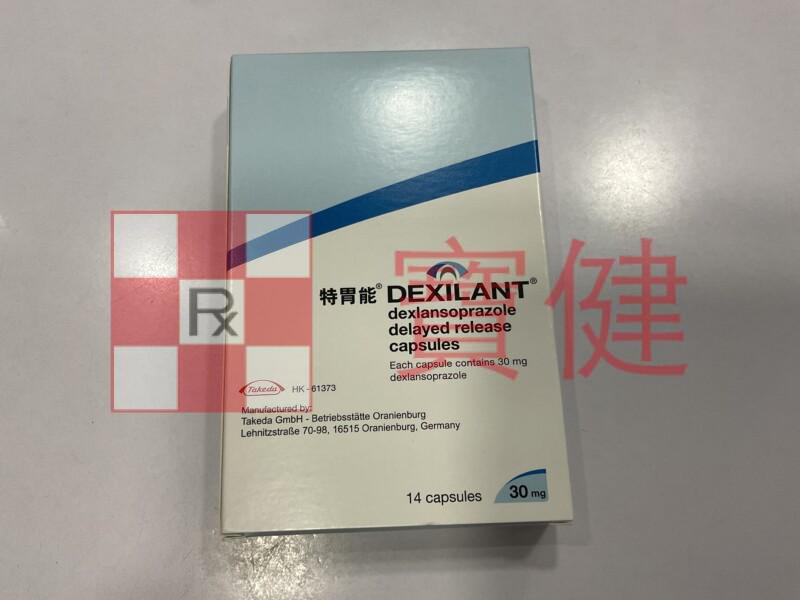 特胃能® DEXILANT®
dexlansoprazole
delayed release
capsules
Each capsule contains 30 mg
dexlansoprazole
Takeda HK - 61373
Manufactured by:
Takeda GmbH - Betriebsstätte Oranienburg
Lehnitzstraße 70-98, 16515 Oranienburg, Germany
14 capsules 30 mg
Rx
寶健